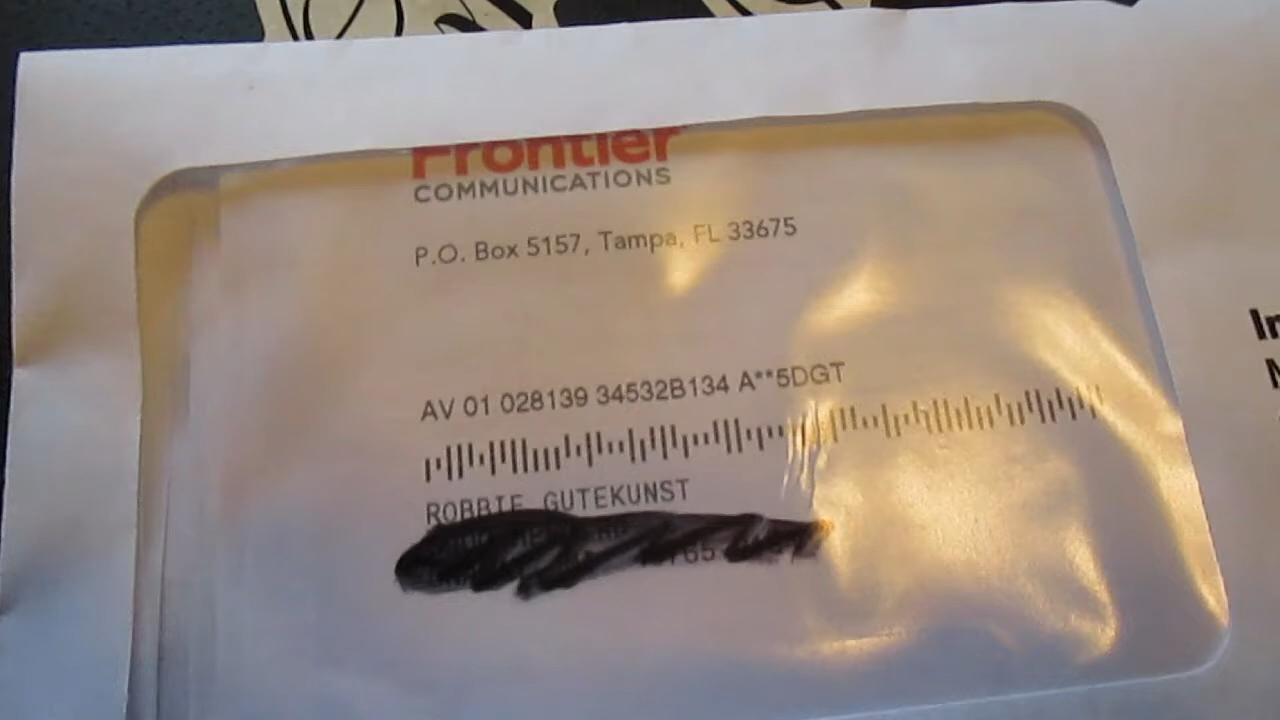 Frontier
COMMUNICATIONS
P.O. Box 5157, Tampa, FL 33675
AV 01 028139 34532B134 A**5DGT
ROBBIE GUTEKUNST